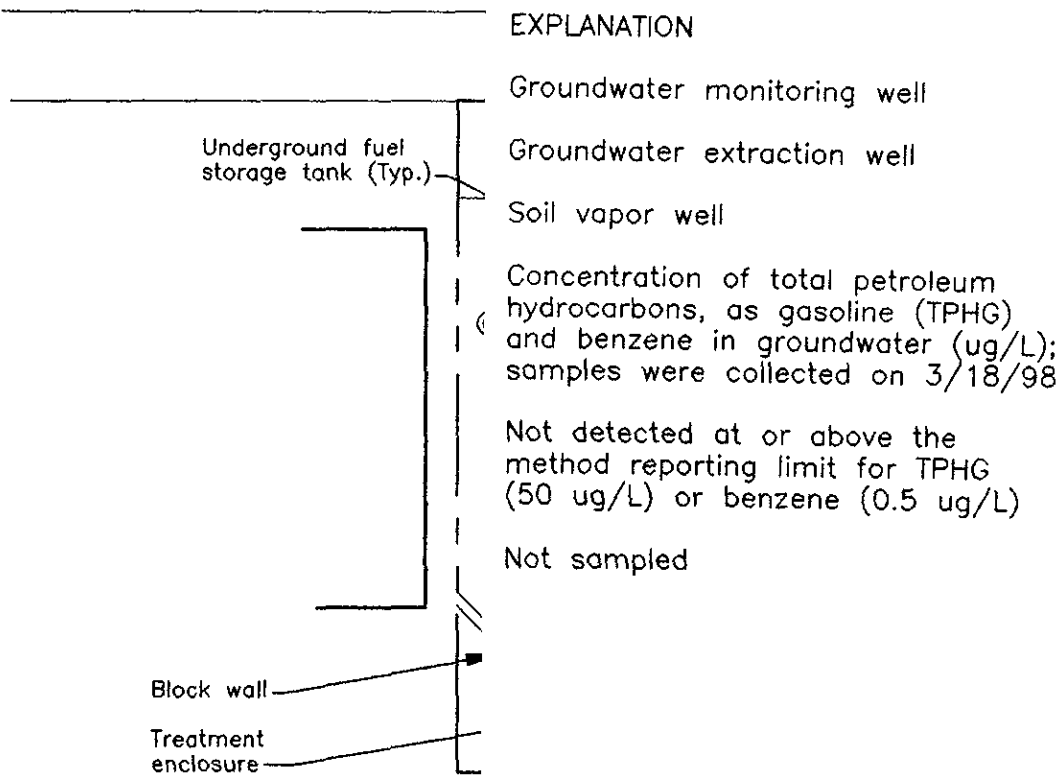 EXPLANATION
Groundwater monitoring well
Groundwater extraction well
Soil vapor well
Concentration of total petroleum
hydrocarbons, as gasoline (TPHG)
and benzene in groundwater (ug/L);
samples were collected on 3/18/98
Not detected at or above the
method reporting limit for TPHG
(50 ug/L) or benzene (0.5 ug/L)
Not sampled
Underground fuel
storage tank (Typ.)
Block wall
Treatment
enclosure